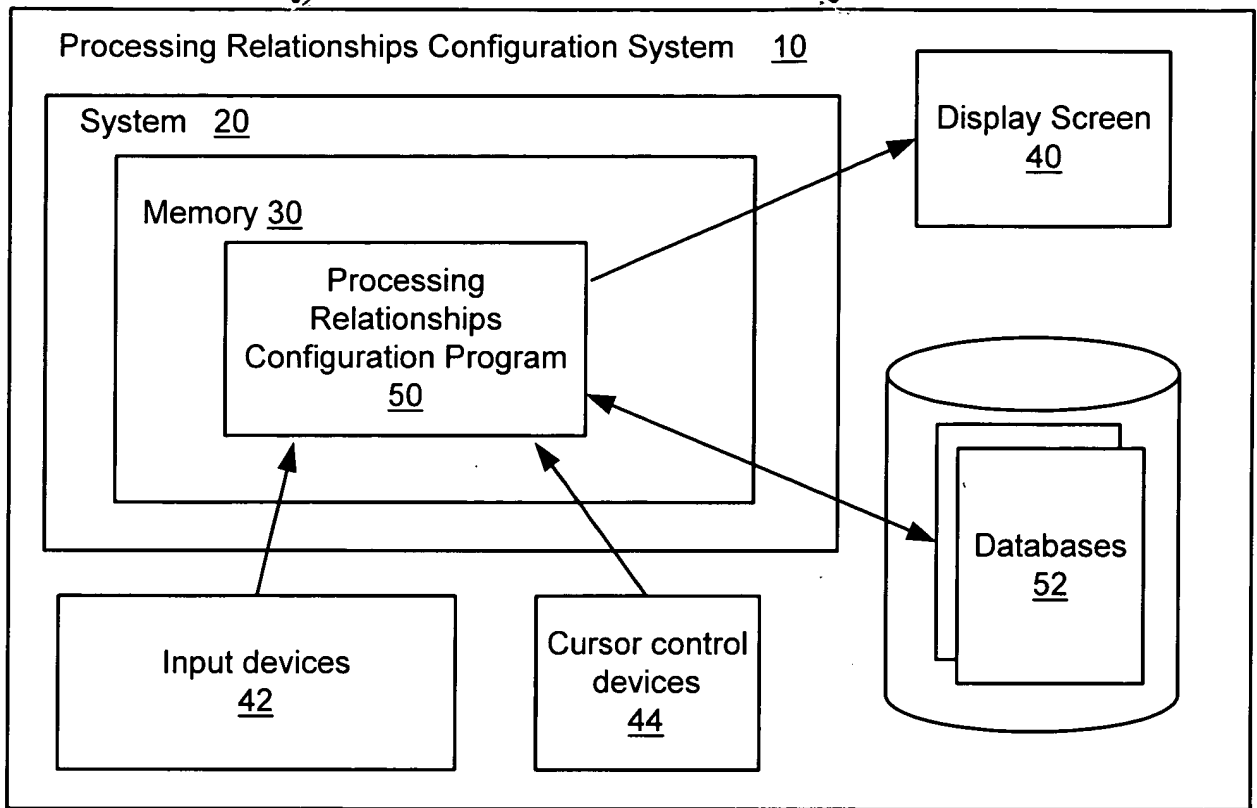 Processing Relationships Configuration System 10
System 20
Display Screen
40
Memory 30
Processing
Relationships
Configuration Program
50
Databases
52
Input devices
42
Cursor control
devices
44